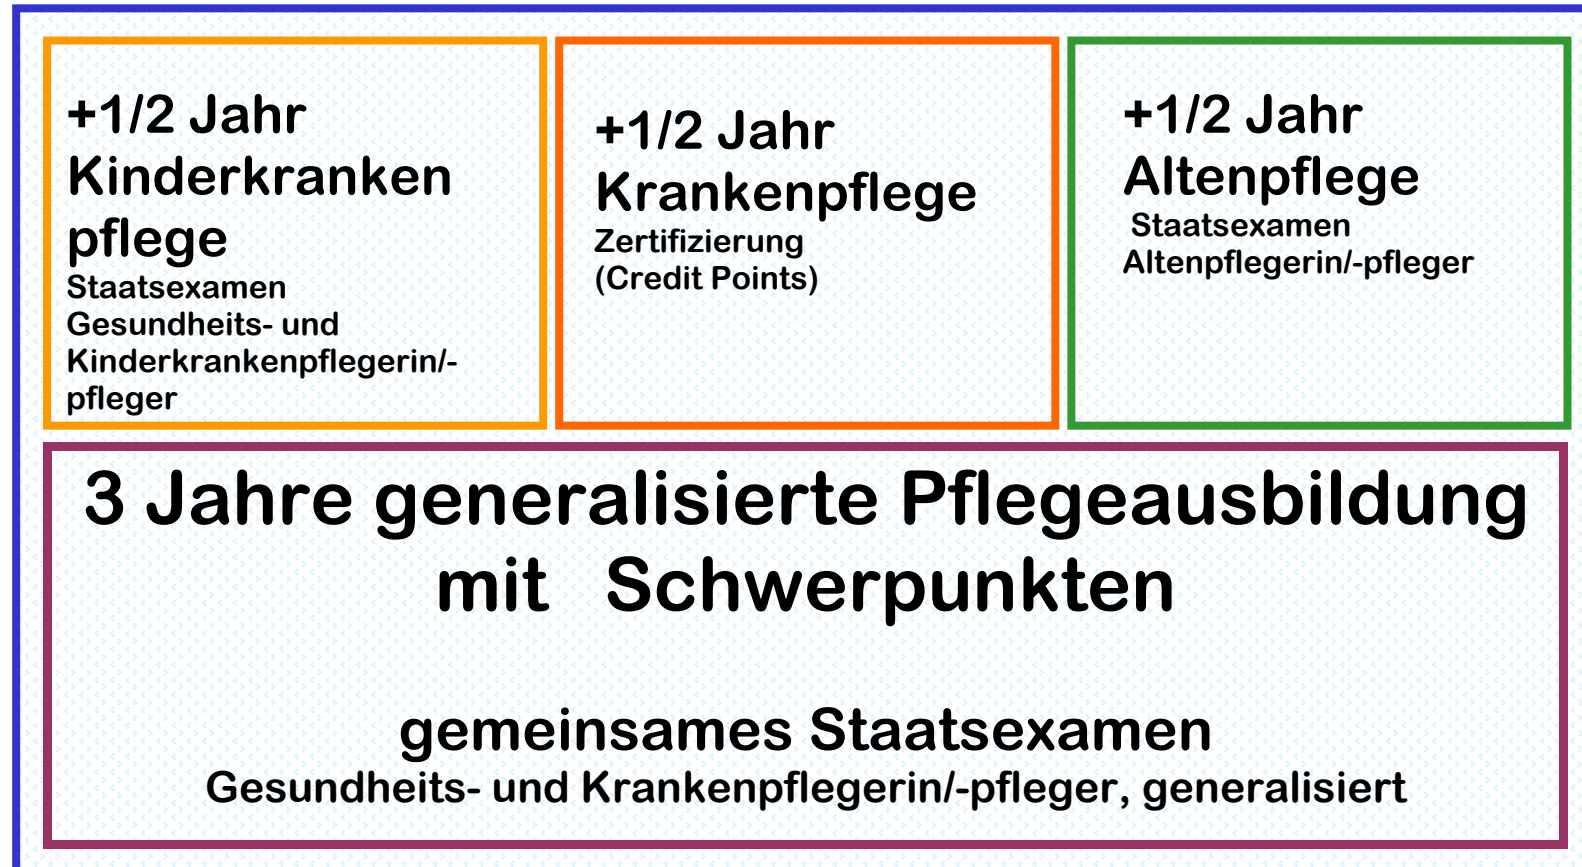 +1/2 Jahr
Kinderkranken
pflege
Staatsexamen
Gesundheits- und
Kinderkrankenpflegerin/-
pfleger
+1/2 Jahr
Krankenpflege
Zertifizierung
(Credit Points)
+1/2 Jahr
Altenpflege
Staatsexamen
Altenpflegerin/-pfleger
3 Jahre generalisierte Pflegeausbildung
mit Schwerpunkten
gemeinsames Staatsexamen
Gesundheits- und Krankenpflegerin/-pfleger, generalisiert